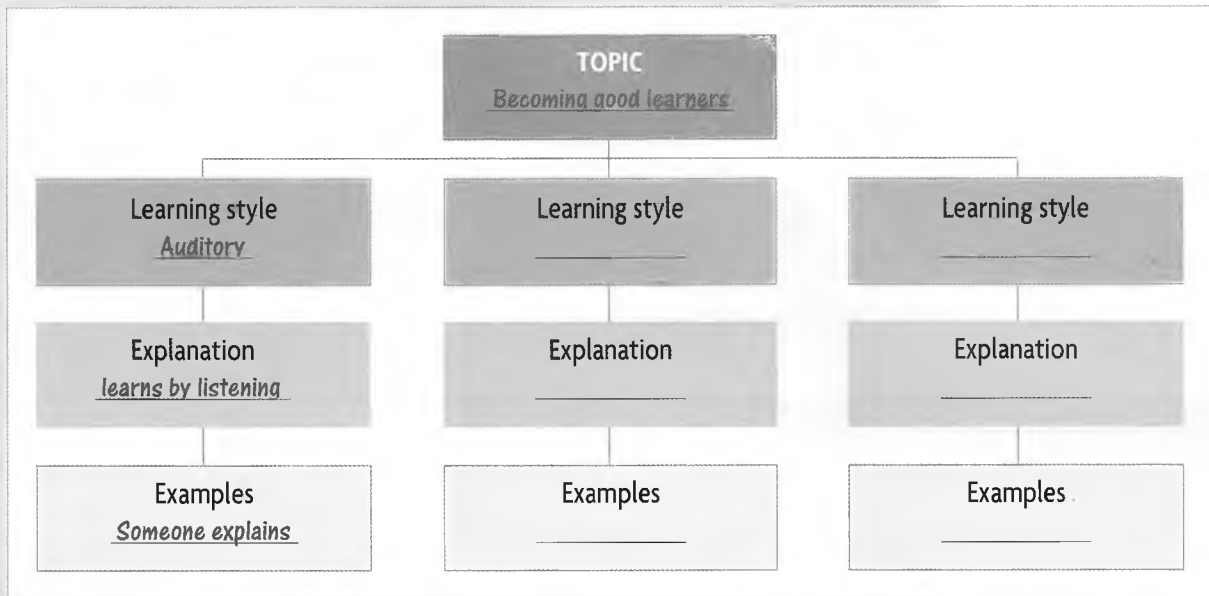 TOPIC
Becoming good learners
Learning style
Auditory
Learning style
Learning style
Explanation
learns by listening
Explanation
Explanation
Examples
Someone explains
Examples
Examples